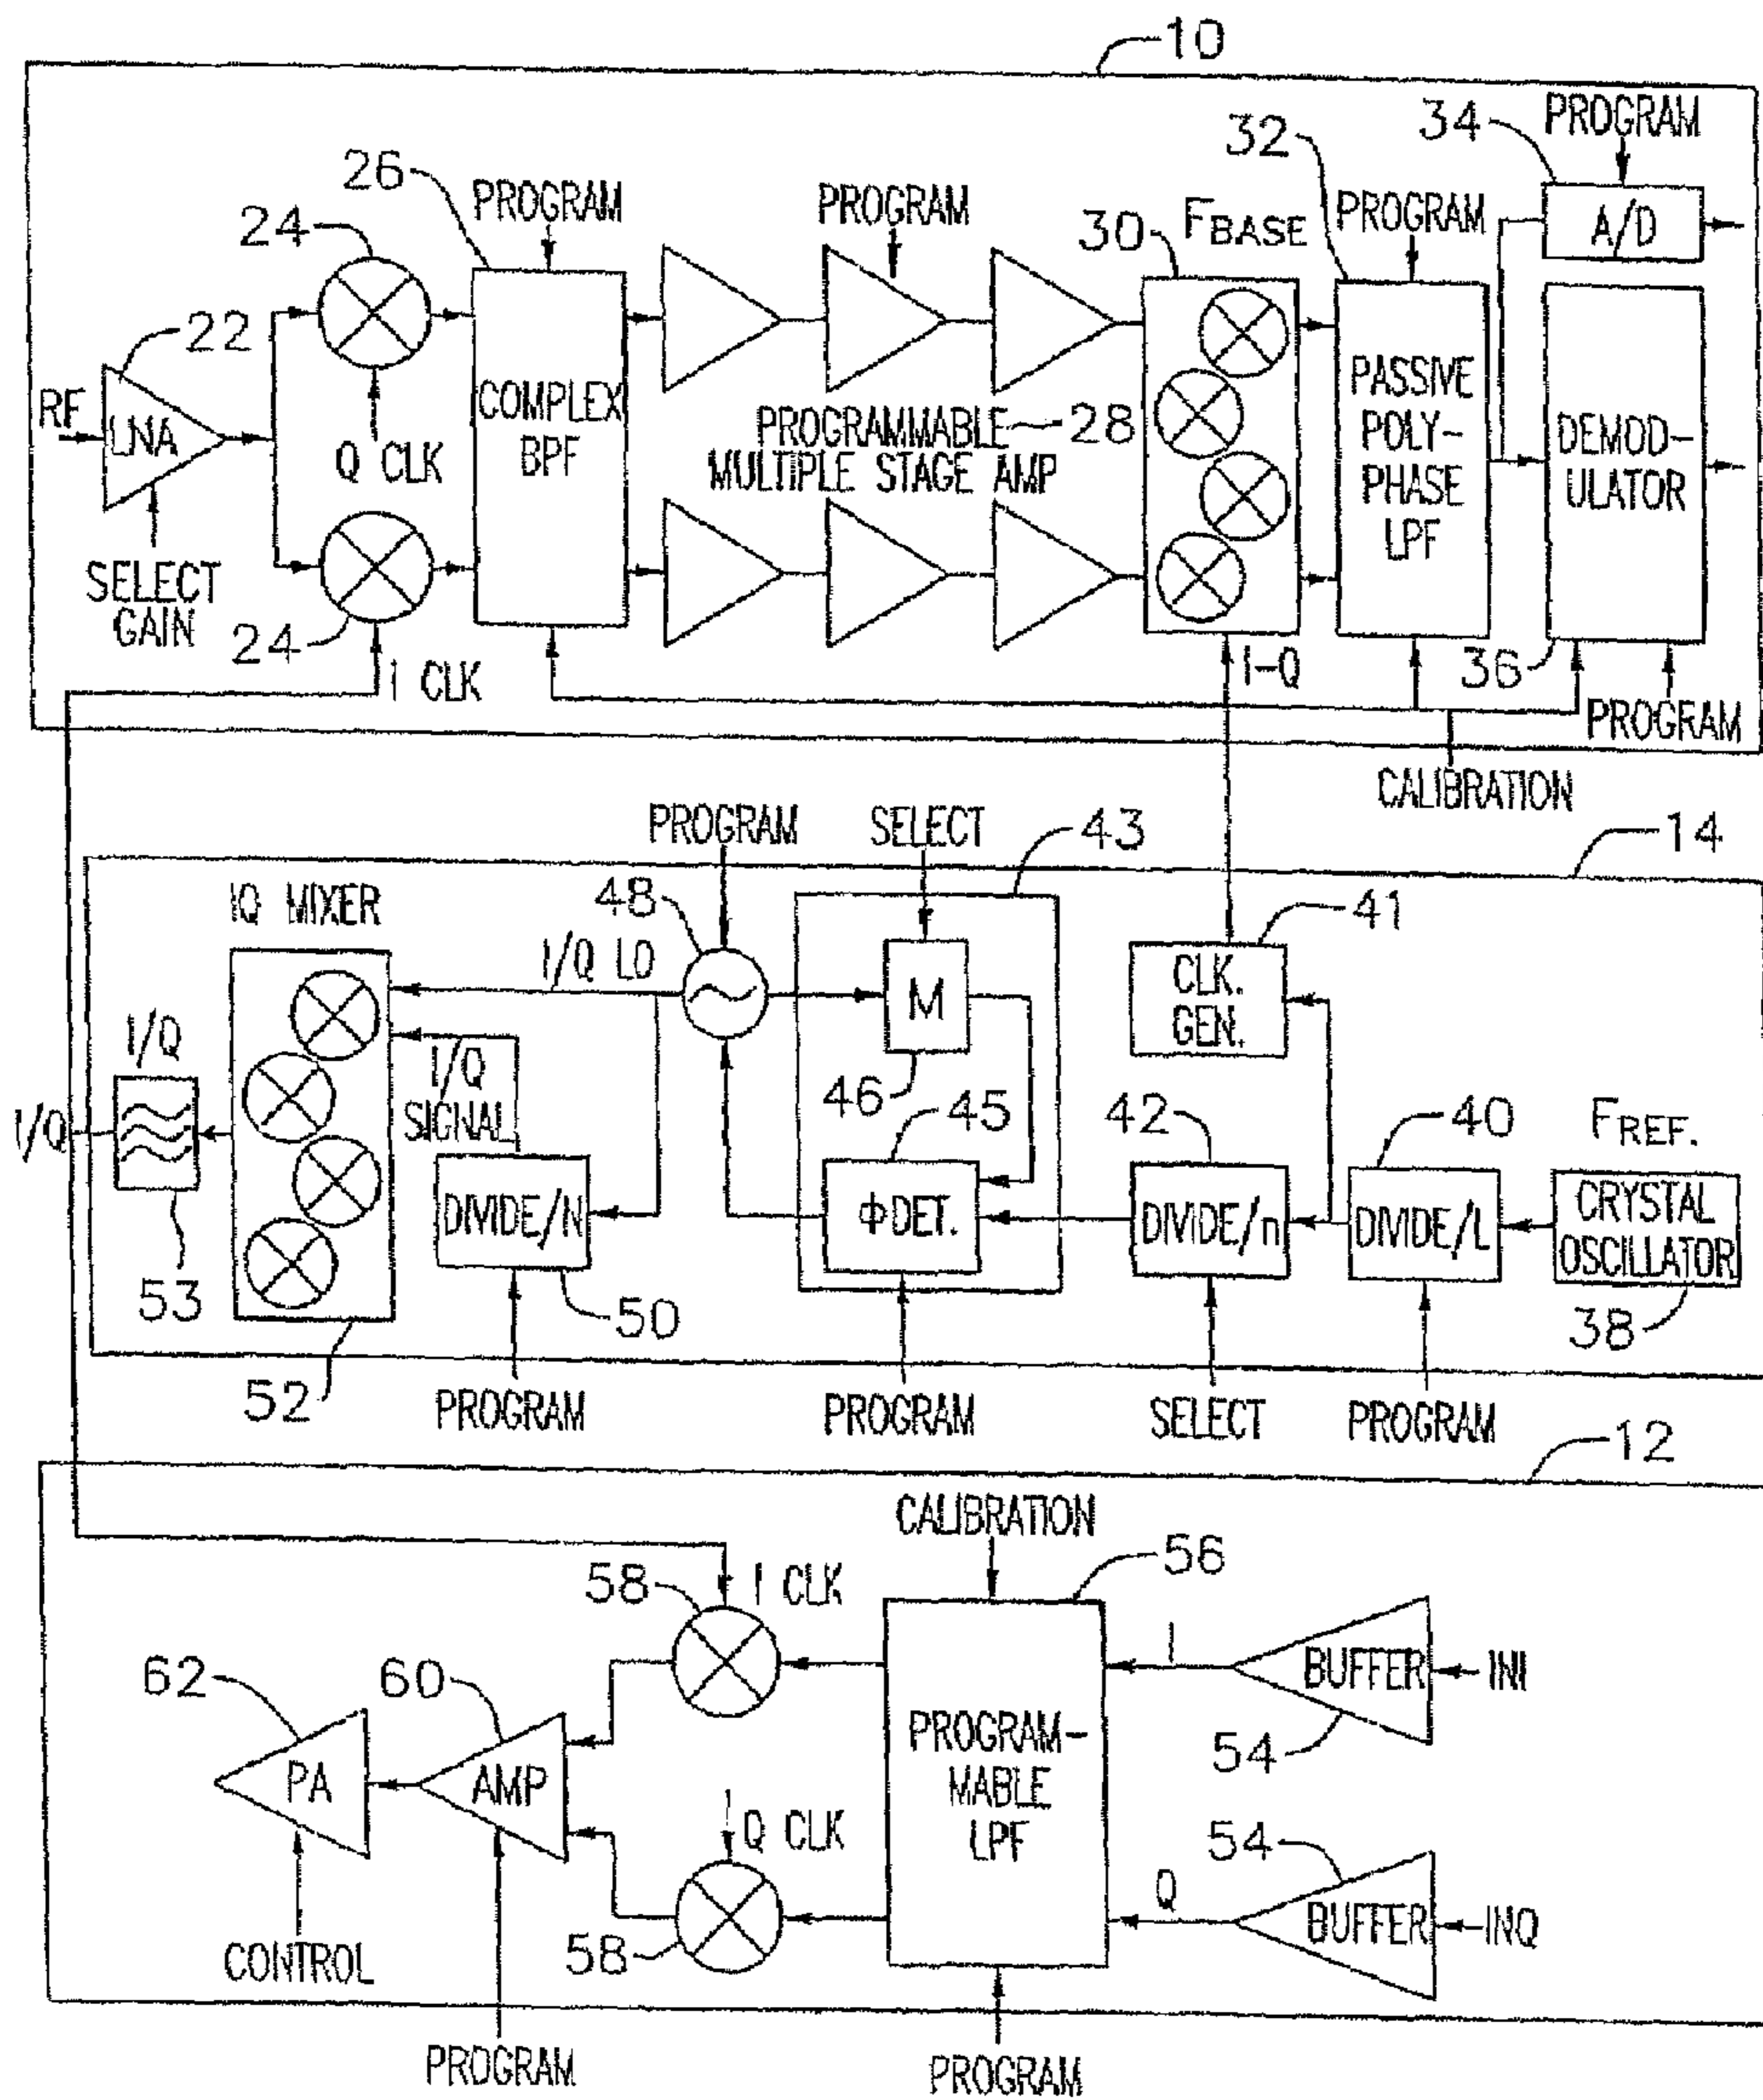 10
PROGRAM
34
26
PROGRAM
PROGRAM
32
24
30
FBASE
PROGRAM
A/D
22
RF
LNA
COMPLEX
BPF
PASSIVE
POLY-
PHASE
LPF
DEMOD-
ULATOR
Q CLK
PROGRAMMABLE
28
MULTIPLE STAGE AMP
SELECT
GAIN
24
I CLK
I-Q
36
PROGRAM
CALIBRATION
PROGRAM
SELECT
43
14
IQ MIXER
48
41
I/Q LO
M
CLK.
GEN.
I/Q
I/Q
I/Q
SIGNAL
46
45
42
40
FREF.
DIVIDE/N
ΦDET.
DIVIDE/n
DIVIDE/L
CRYSTAL
OSCILLATOR
53
50
38
52
PROGRAM
PROGRAM
SELECT
PROGRAM
12
CALIBRATION
58
I CLK
56
I
BUFFER
INI
62
60
54
PROGRAM-
MABLE
LPF
PA
AMP
Q CLK
54
Q
BUFFER
INQ
58
CONTROL
PROGRAM
PROGRAM